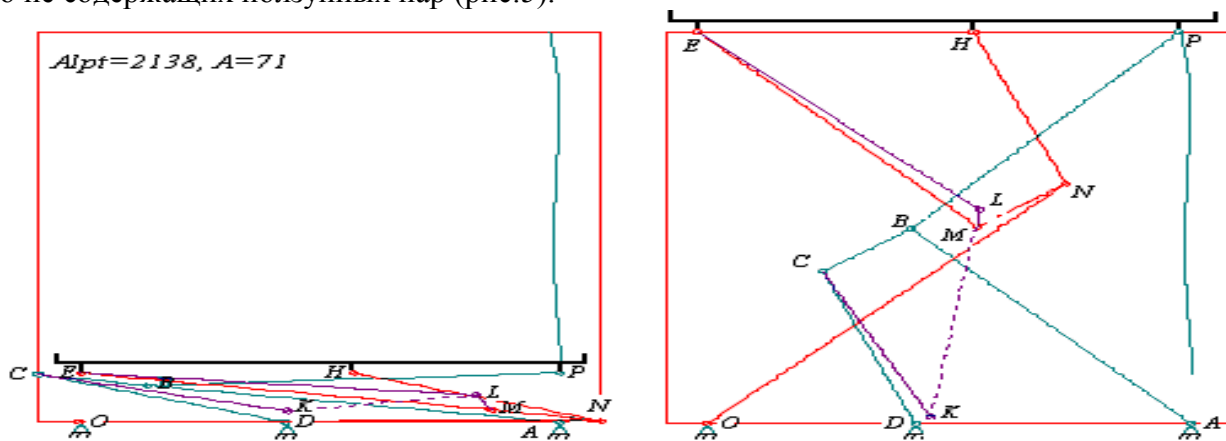 о не содержащих ползунных пар (рис.5).
Alpt=2138, A=71
C E B H P
K L M N
O D A
E H P
L N
B M
C
K
O D A